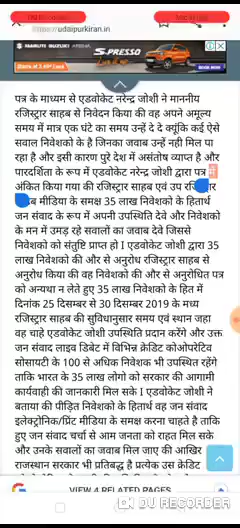 udaipurkiran.in
MARUTI SUZUKI
S-PRESSO
पत्र के माध्यम से एडवोकेट नरेन्द्र जोशी ने माननीय
रजिस्ट्रार साहब से निवेदन किया की वह अपने अमूल्य
समय में मात्र एक घंटे का समय उन्हें दे दे क्यूंकि कई ऐसे
सवाल निवेशको के है जिनका जवाब उन्हें नही मिल पा
रहा है और इसी कारण पुरे देश में असंतोष व्याप्त है और
पारदर्शिता के रूप में एडवोकेट नरेन्द्र जोशी द्वारा पत्र में
अंकित किया गया की रजिस्ट्रार साहब एवं उप
मीडिया के समक्ष 35 लाख निवेशको के हितार्थ
जन संवाद के रूप में अपनी उपस्थिति देवे और निवेशको
के मन में उमड़ रहे सवालों का जवाब देवे जिससे
निवेशको को संतुष्टि प्राप्त हो I एडवोकेट जोशी द्वारा 35
लाख निवेशको की और से अनुरोध रजिस्ट्रार साहब से
अनुरोध किया की वह निवेशको की और से अनुरोधित पत्र
को अन्यथा न लेते हुए 35 लाख निवेशको के हित में
दिनांक 25 दिसम्बर से 30 दिसम्बर 2019 के मध्य
रजिस्ट्रार साहब की सुविधानुसार समय एवं स्थान जहा
वह चाहे एडवोकेट जोशी उपस्थिति प्रदान करेंगे और उक्त
जन संवाद लाइव डिबेट में विभिन्न क्रेडिट कोओपरेटिव
सोसायटी के 100 से अधिक निवेशक भी उपस्थित रहेंगे
ताकि भारत के 35 लाख लोगो को सरकार की आगामी
कार्यवाही की जानकारी मिल सके I एडवोकेट जोशी ने
बताया की पीड़ित निवेशको के हितार्थ वह जन संवाद
इलेक्ट्रोनिक/प्रिंट मीडिया के समक्ष करना चाहते है ताकि
हुए जन संवाद चर्चा से आम जनता को राहत मिल सके
और उनके सवालों का जवाब मिल जाए की आखिर
राजस्थान सरकार भी प्रतिबद्ध है प्रत्येक उस क्रेडिट
VIEW 4 RELATED PAGES
DU RECORDER